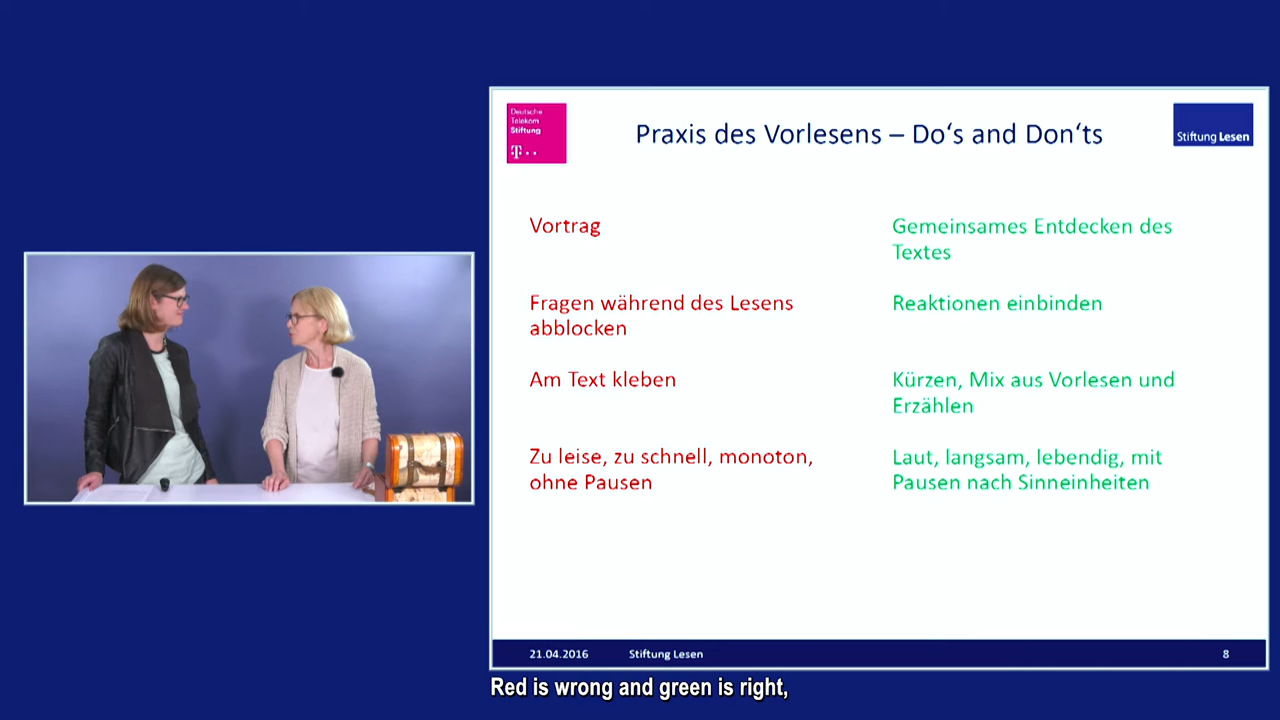 Deutsche
Telekom
Stiftung
T
Praxis des Vorlesens – Do‘s and Don‘ts
Stiftung Lesen
Vortrag
Gemeinsames Entdecken des
Textes
Fragen während des Lesens
abblocken
Reaktionen einbinden
Am Text kleben
Kürzen, Mix aus Vorlesen und
Erzählen
Zu leise, zu schnell, monoton,
ohne Pausen
Laut, langsam, lebendig, mit
Pausen nach Sinneinheiten
21.04.2016
Stiftung Lesen
8
Red is wrong and green is right,